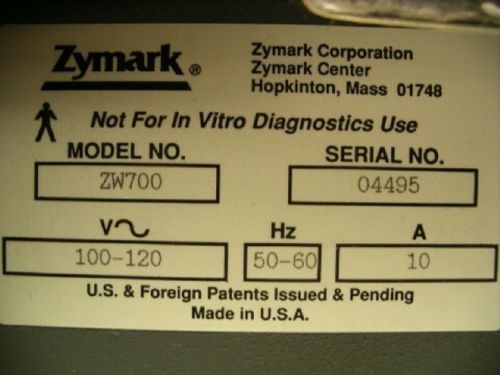 Zymark®
Zymark Corporation
Zymark Center
Hopkinton, Mass 01748
Not For In Vitro Diagnostics Use
MODEL NO.
ZW700
SERIAL NO.
04495
V
100-120
Hz
50-60
A
10
U.S. & Foreign Patents Issued & Pending
Made in U.S.A.